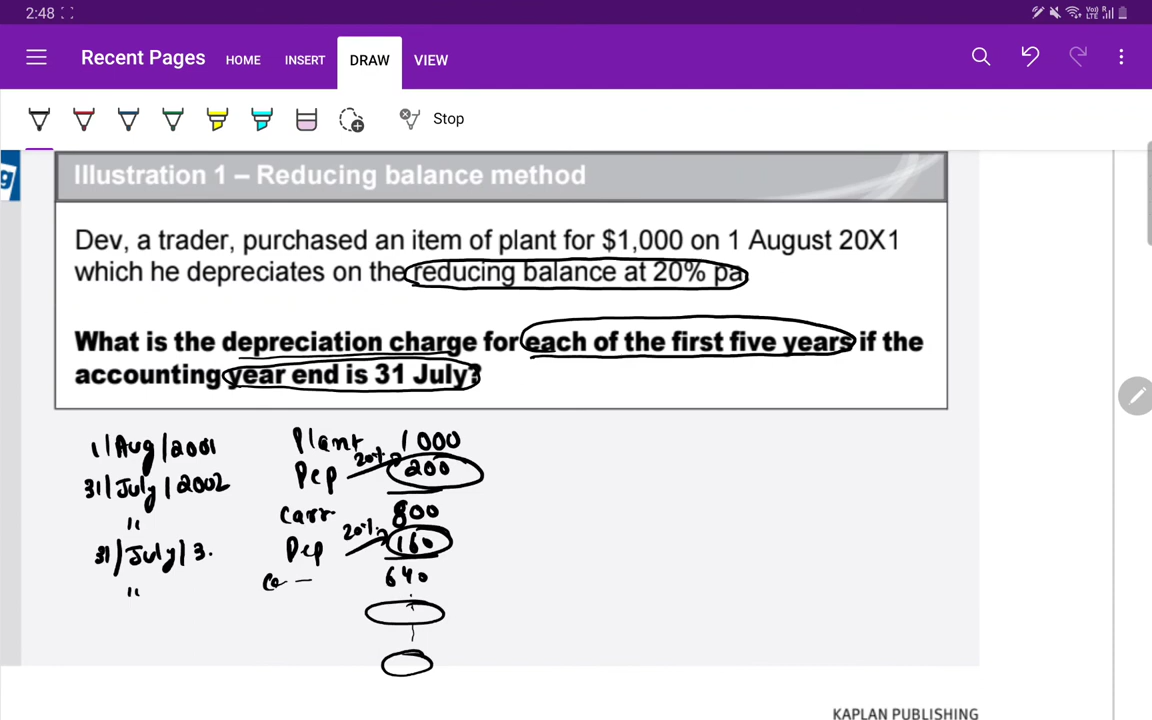 2:48
Recent Pages HOME INSERT DRAW VIEW
Stop
g
Illustration 1 – Reducing balance method
Dev, a trader, purchased an item of plant for $1,000 on 1 August 20X1
which he depreciates on the reducing balance at 20% pa
What is the depreciation charge for each of the first five years if the
accounting year end is 31 July?
1/Aug/2001 Plant 1000
31/July/2002 Dep 20% 200
" Carr 800
31/July/3. Dep 20% 160
" Ca 640
KAPLAN PUBLISHING